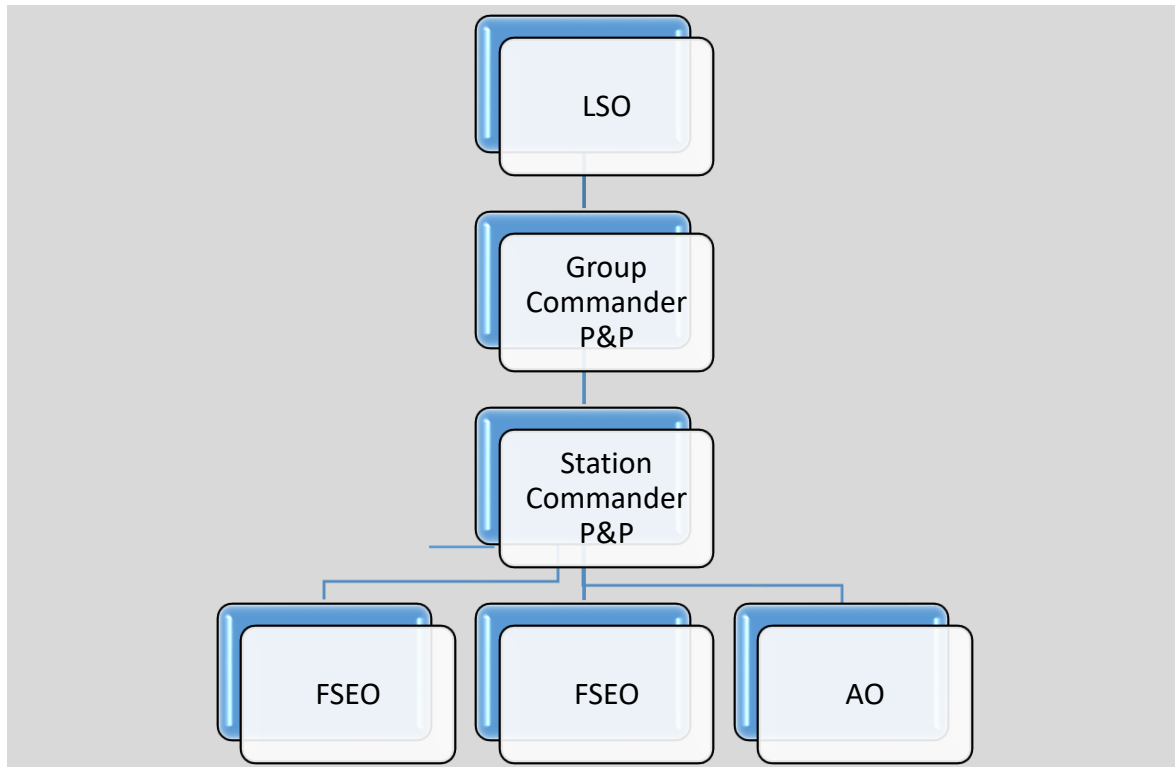 LSO
Group
Commander
P&P
Station
Commander
P&P
FSEO
FSEO
AO